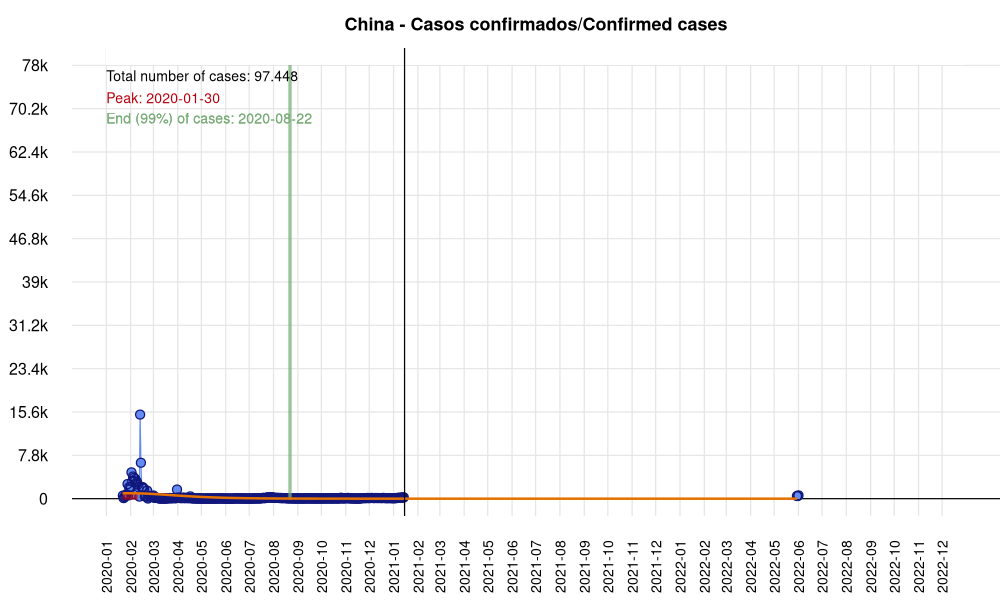 China - Casos confirmados/Confirmed cases
Total number of cases: 97.448
Peak: 2020-01-30
End (99%) of cases: 2020-08-22
78k
70.2k
62.4k
54.6k
46.8k
39k
31.2k
23.4k
15.6k
7.8k
0
2020-01
2020-02
2020-03
2020-04
2020-05
2020-06
2020-07
2020-08
2020-09
2020-10
2020-11
2020-12
2021-01
2021-02
2021-03
2021-04
2021-05
2021-06
2021-07
2021-08
2021-09
2021-10
2021-11
2021-12
2022-01
2022-02
2022-03
2022-04
2022-05
2022-06
2022-07
2022-08
2022-09
2022-10
2022-11
2022-12